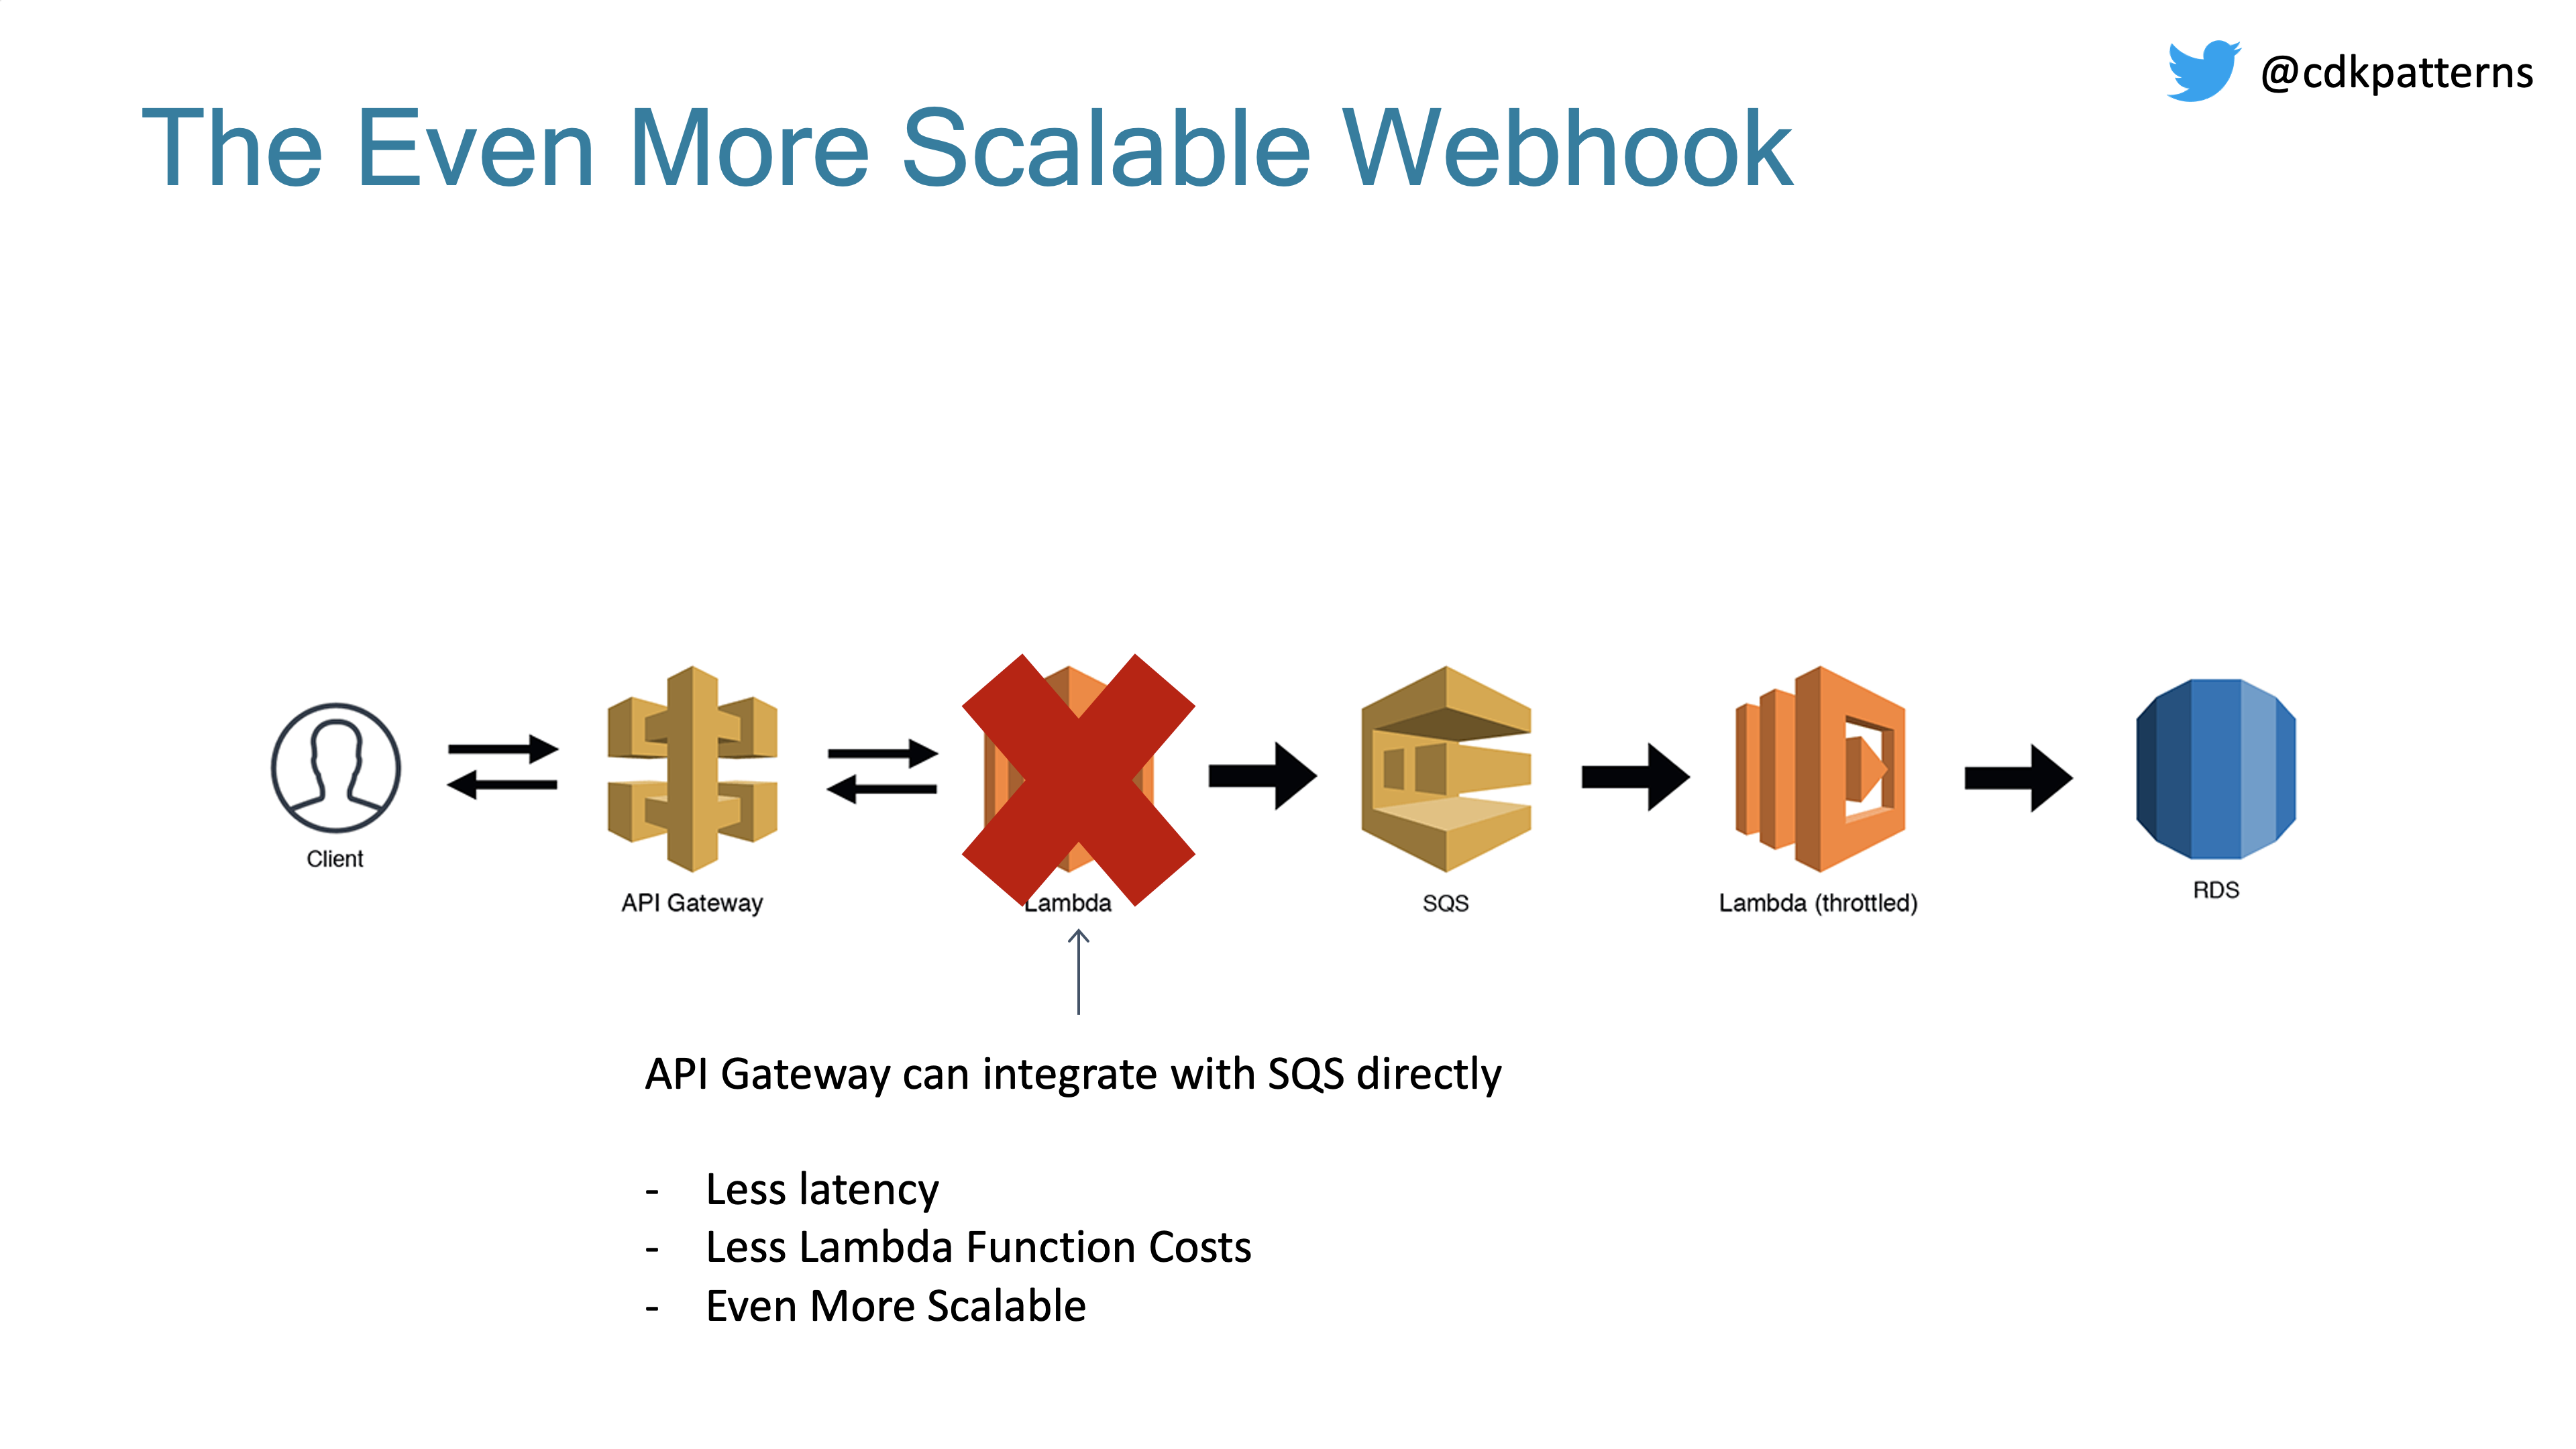 @cdkpatterns
The Even More Scalable Webhook
Client
API Gateway
Lambda
SQS
Lambda (throttled)
RDS
API Gateway can integrate with SQS directly
- Less latency
- Less Lambda Function Costs
- Even More Scalable